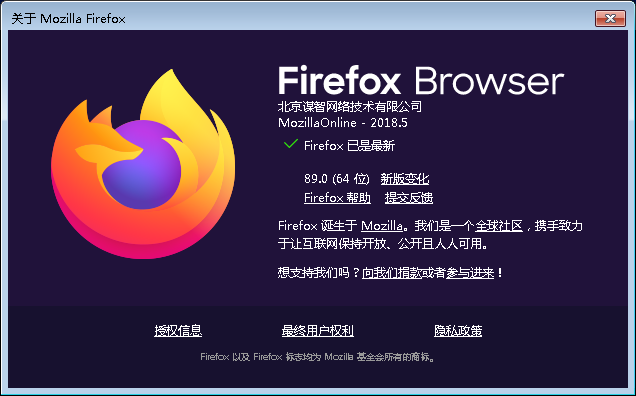 关于 Mozilla Firefox
Firefox Browser
北京谋智网络技术有限公司
MozillaOnline - 2018.5
Firefox 已是最新
89.0 (64 位) 新版变化
Firefox 帮助 提交反馈
Firefox 诞生于 Mozilla。我们是一个全球社区，携手致力
于让互联网保持开放、公开且人人可用。
想支持我们吗？向我们捐款或者参与进来！
授权信息 最终用户权利 隐私政策
Firefox 以及 Firefox 标志均为 Mozilla 基金会所有的商标。